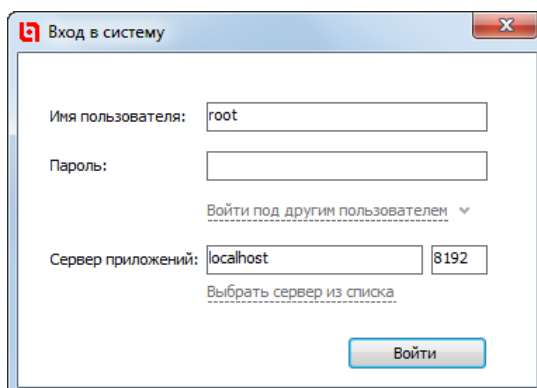 Вход в систему
Имя пользователя: root
Пароль:
Войти под другим пользователем
Сервер приложений: localhost 8192
Выбрать сервер из списка
Войти